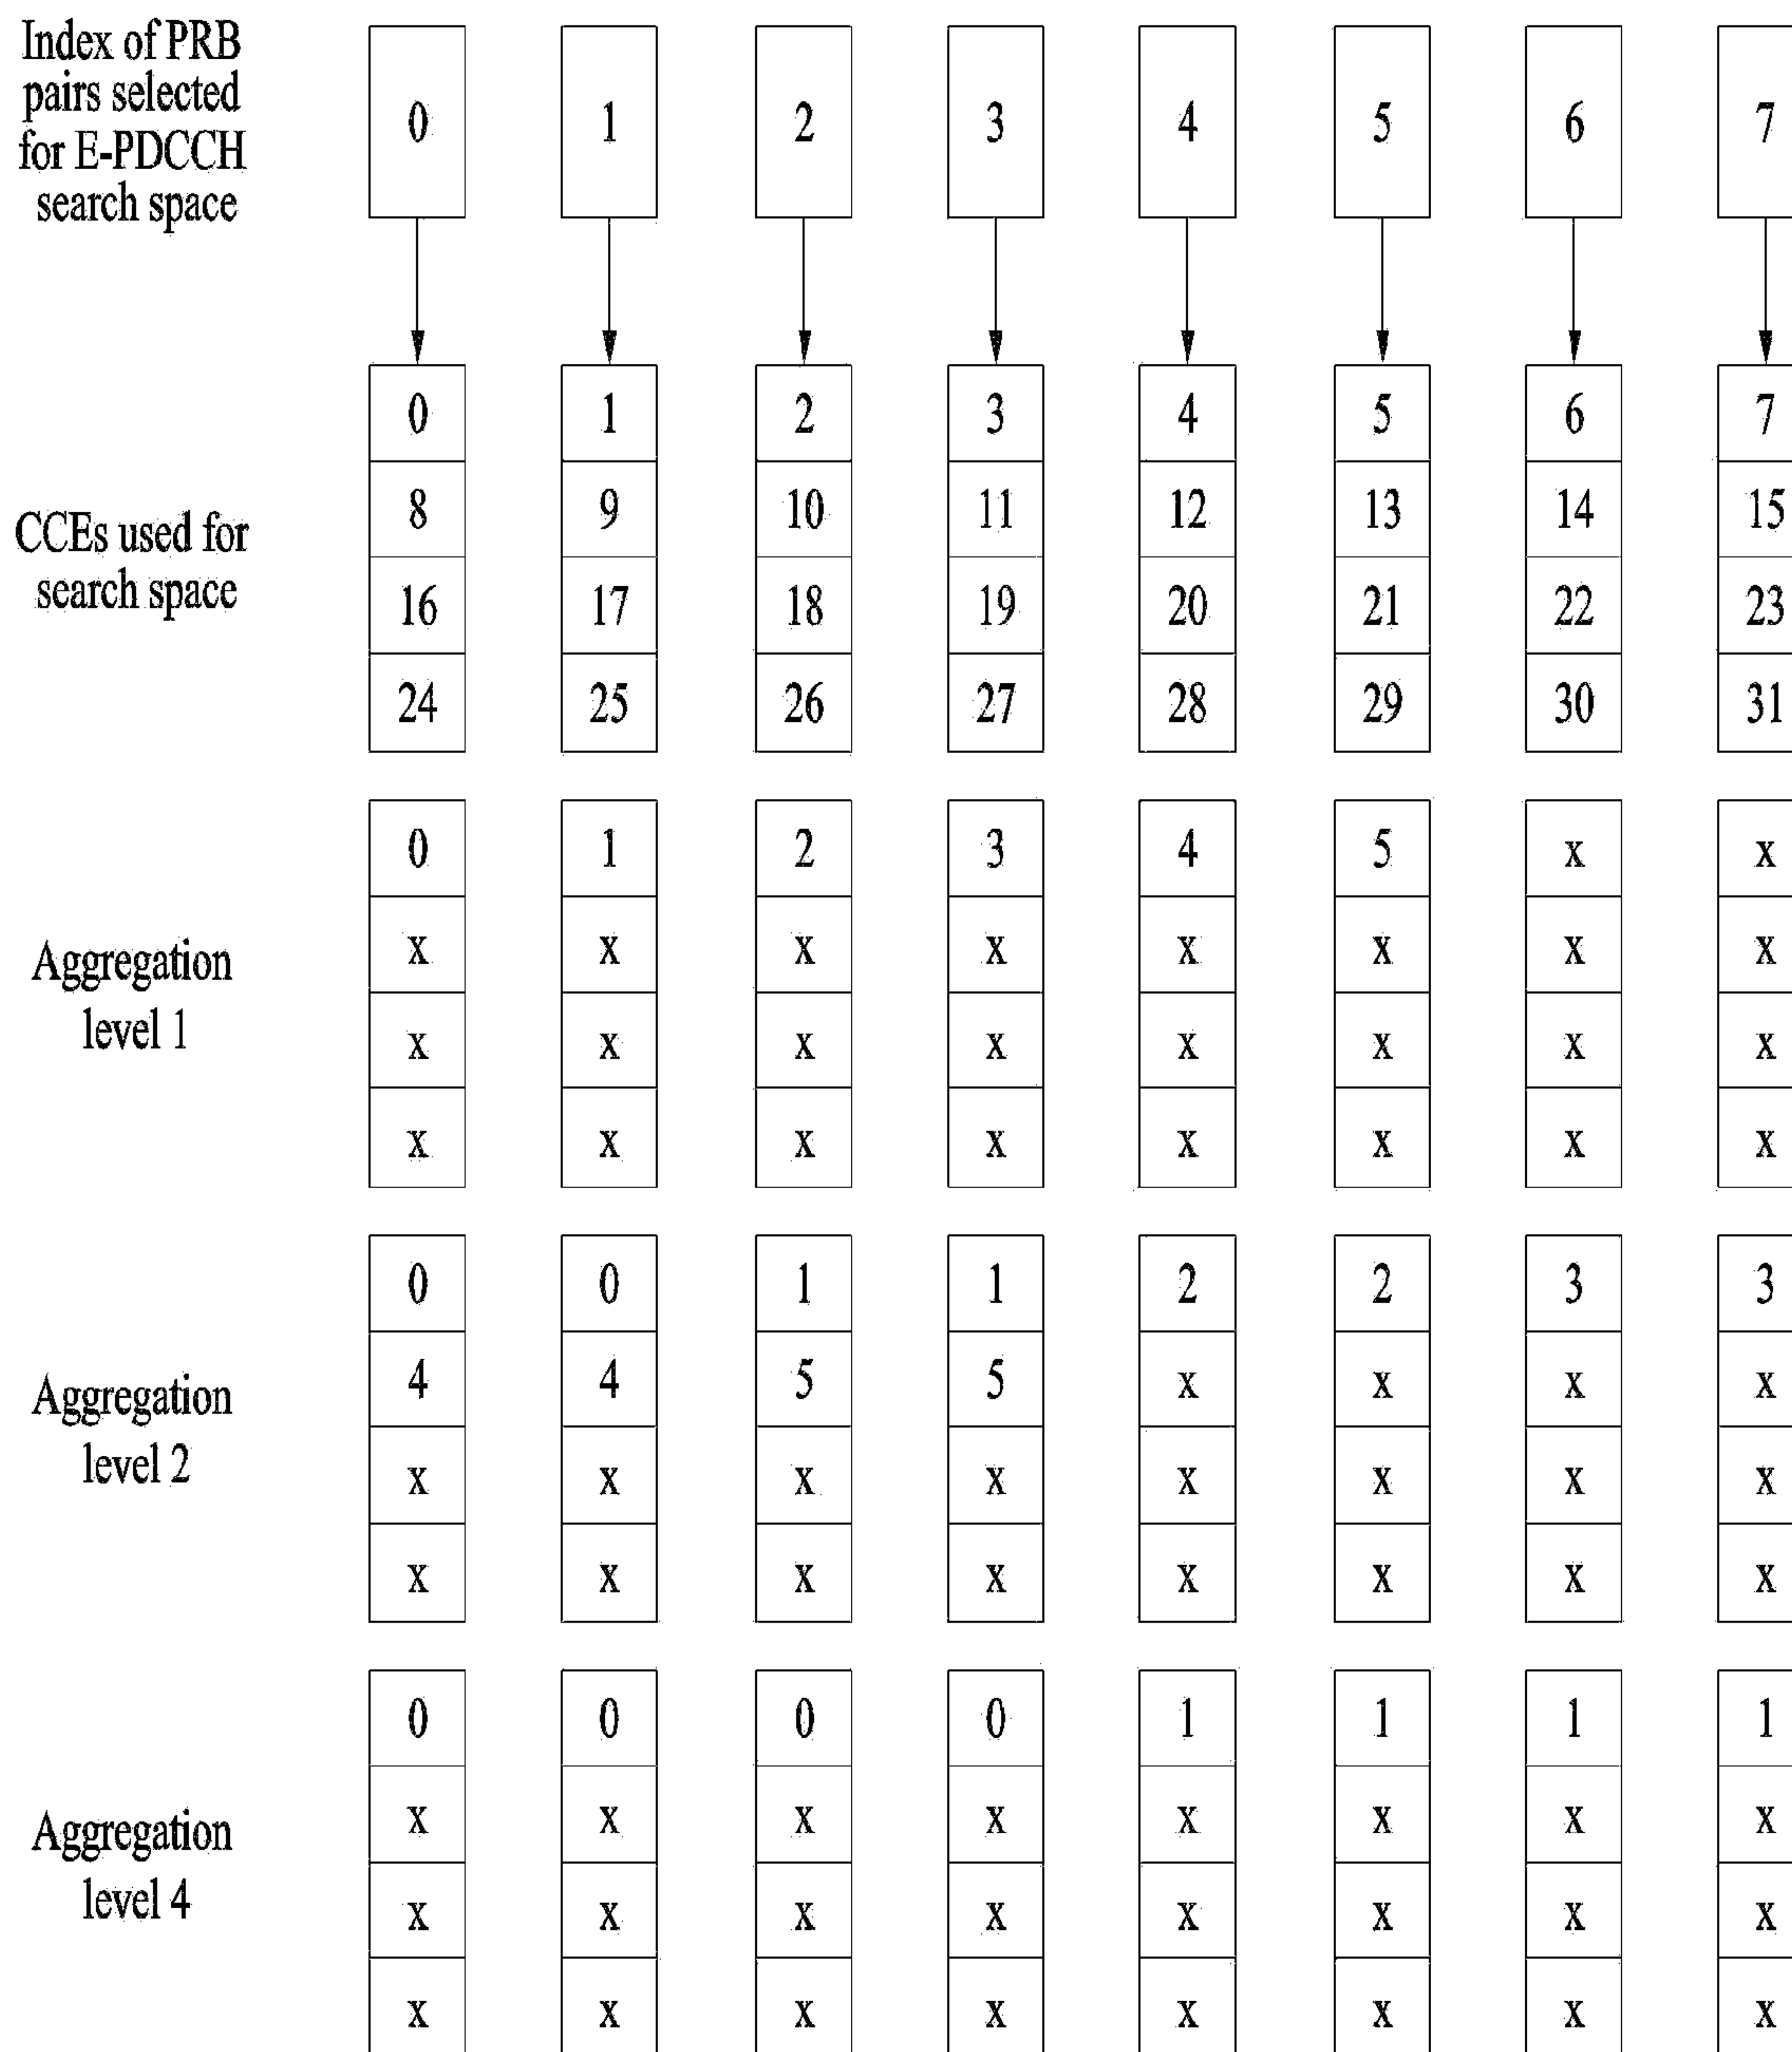 Index of PRB
pairs selected
for E-PDCCH
search space
0 1 2 3 4 5 6 7
CCEs used for
search space
0 1 2 3 4 5 6 7
8 9 10 11 12 13 14 15
16 17 18 19 20 21 22 23
24 25 26 27 28 29 30 31
Aggregation
level 1
0 1 2 3 4 5 x x
x x x x x x x x
x x x x x x x x
x x x x x x x x
Aggregation
level 2
0 0 1 1 2 2 3 3
4 4 5 5 x x x x
x x x x x x x x
x x x x x x x x
Aggregation
level 4
0 0 0 0 1 1 1 1
x x x x x x x x
x x x x x x x x
x x x x x x x x